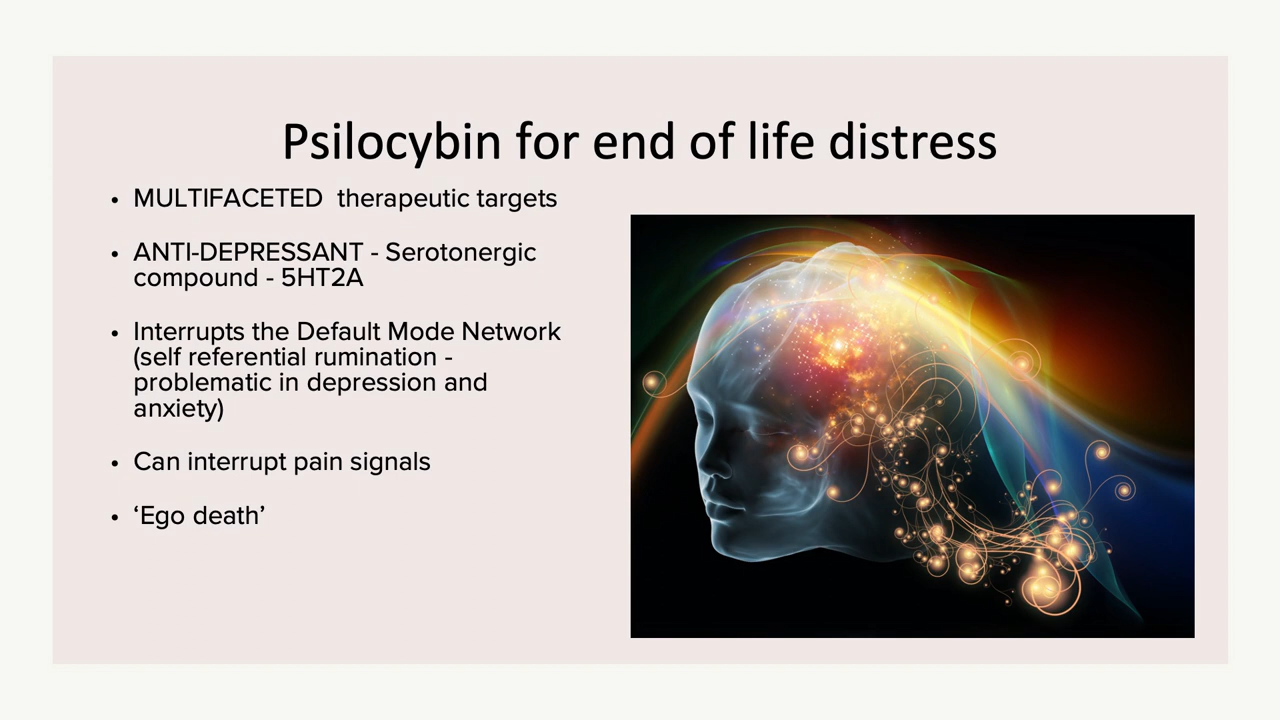 Psilocybin for end of life distress
• MULTIFACETED  therapeutic targets
• ANTI-DEPRESSANT - Serotonergic
compound - 5HT2A
• Interrupts the Default Mode Network
(self referential rumination -
problematic in depression and
anxiety)
• Can interrupt pain signals
• ‘Ego death’